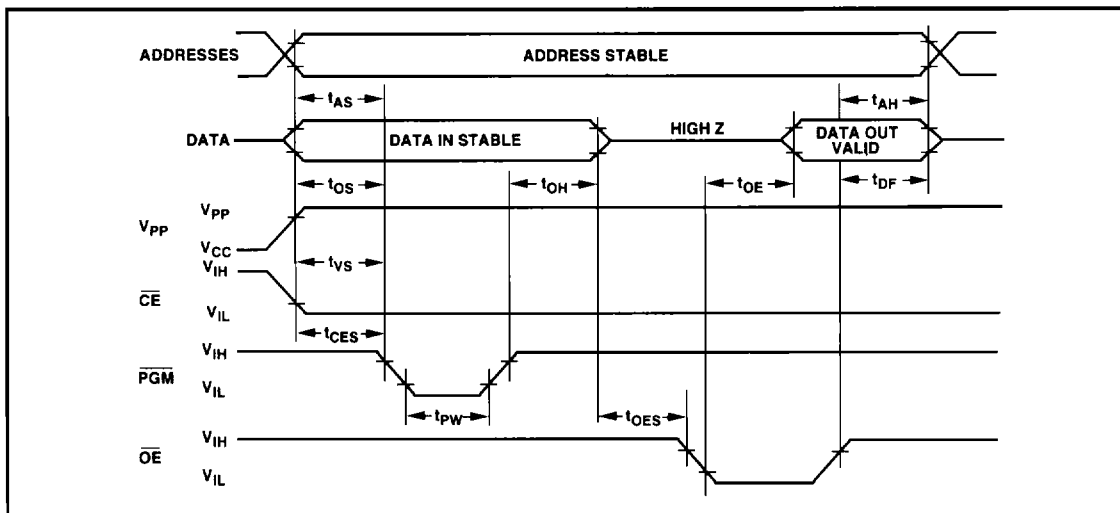 ADDRESSES
ADDRESS STABLE
tAS
tAH
DATA
DATA IN STABLE
HIGH Z
DATA OUT
VALID
tOS
tOH
tOE
tDF
VPP
VPP
VCC
tVS
CE
VIH
VIL
tCES
PGM
VIH
VIL
tPW
tOES
OE
VIH
VIL